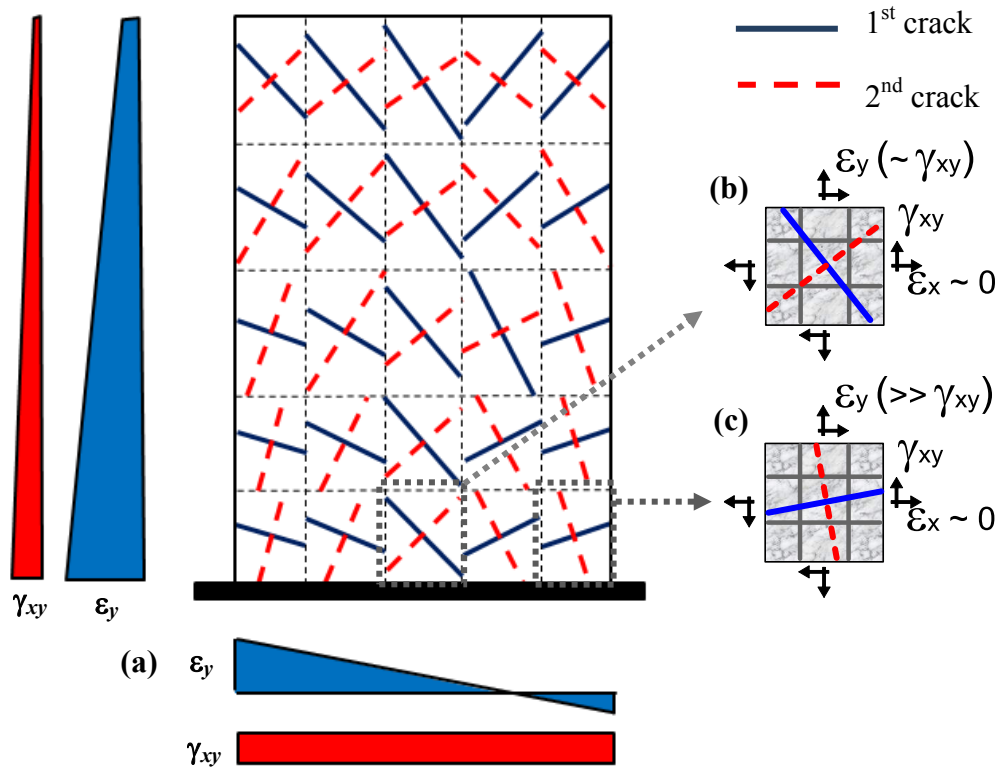 1st crack
2nd crack
(b)
εy (~ γxy)
γxy
εx ~ 0
(c)
εy (>> γxy)
γxy
εx ~ 0
γxy
εy
(a)
εy
γxy